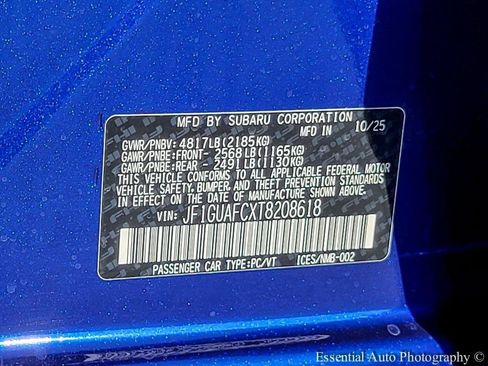 MFD BY SUBARU CORPORATION
MFD IN 10/25
GVWR/PNBV: 4817LB(2185KG)
GAWR/PNBE:FRONT- 2568LB(1165KG)
GAWR/PNBE:REAR - 2491LB(1130KG)
THIS VEHICLE CONFORMS TO ALL APPLICABLE FEDERAL MOTOR
VEHICLE SAFETY, BUMPER, AND THEFT PREVENTION STANDARDS
IN EFFECT ON THE DATE OF MANUFACTURE SHOWN ABOVE.
VIN: JF1GUAFCXT8208618
PASSENGER CAR TYPE:PC/VT ICES/NMB-002
Essential Auto Photography ©